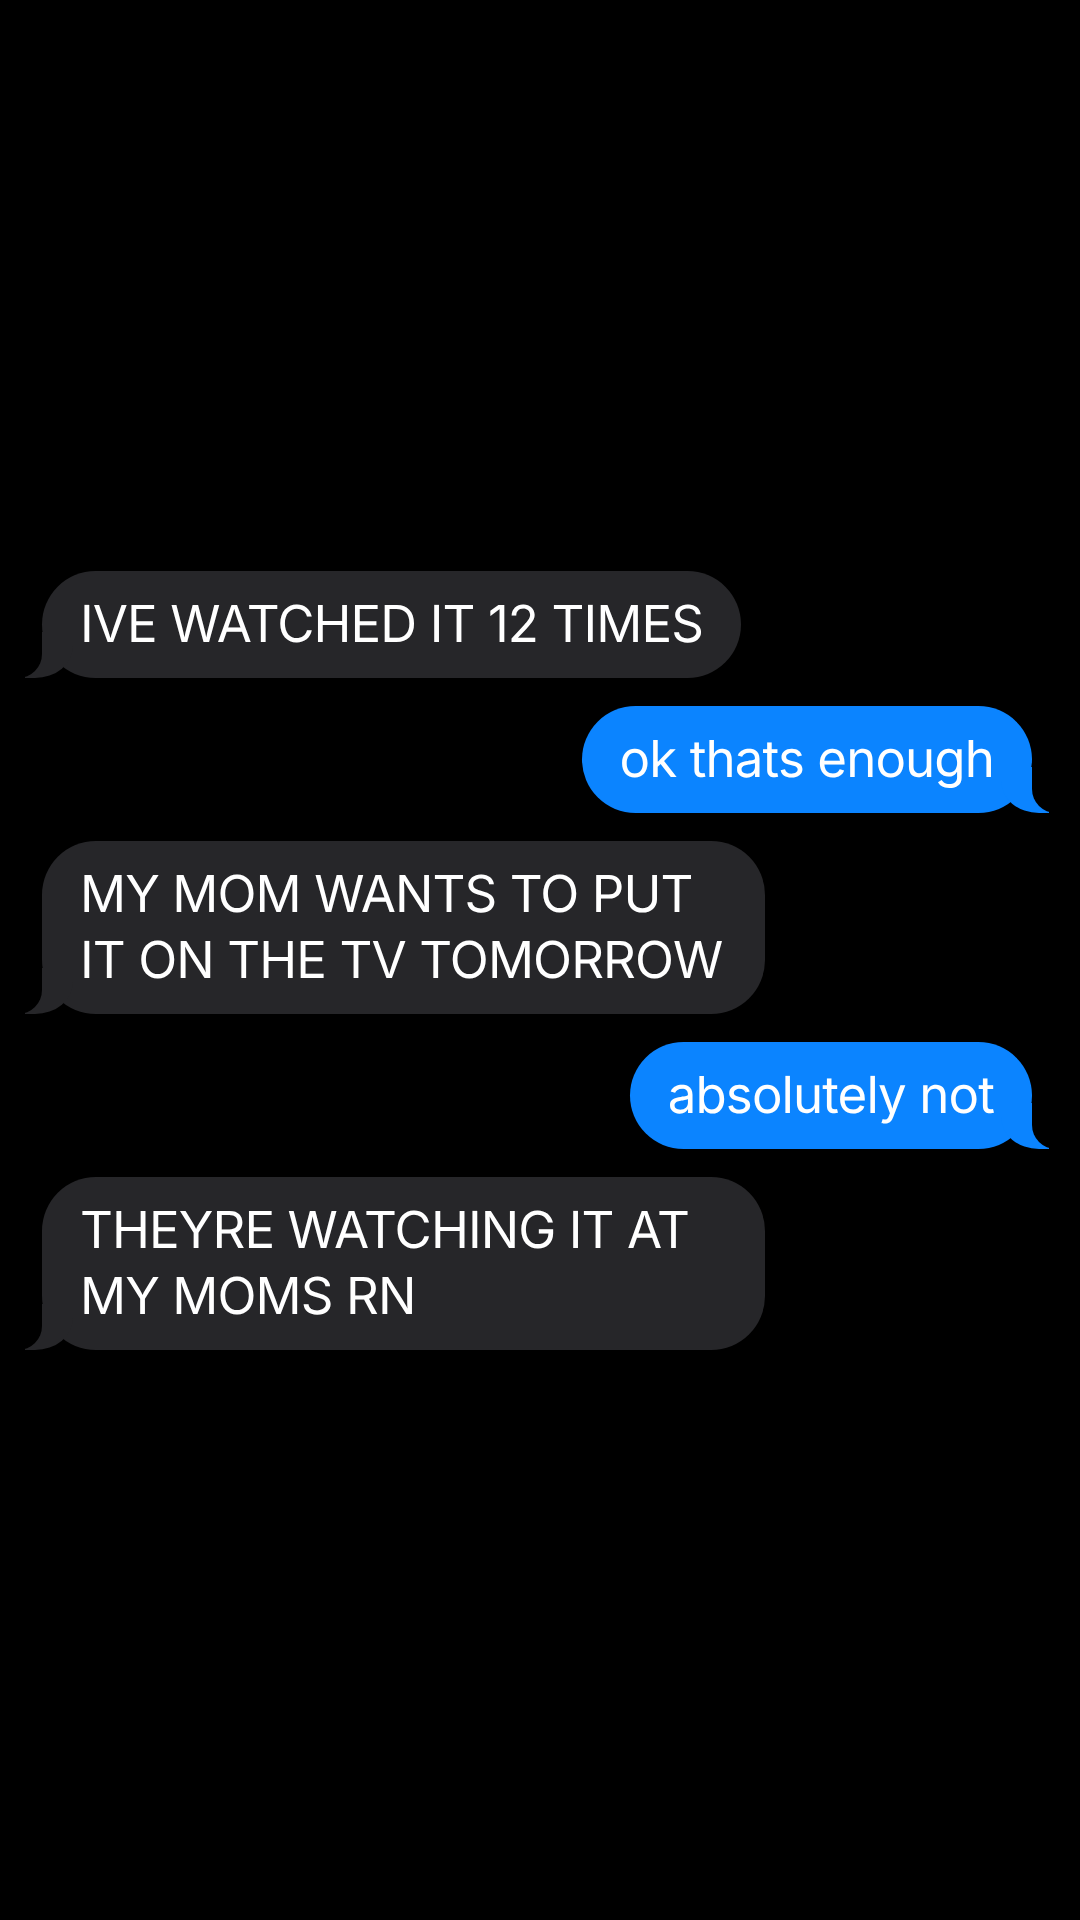 IVE WATCHED IT 12 TIMES
ok thats enough
MY MOM WANTS TO PUT
IT ON THE TV TOMORROW
absolutely not
THEYRE WATCHING IT AT
MY MOMS RN